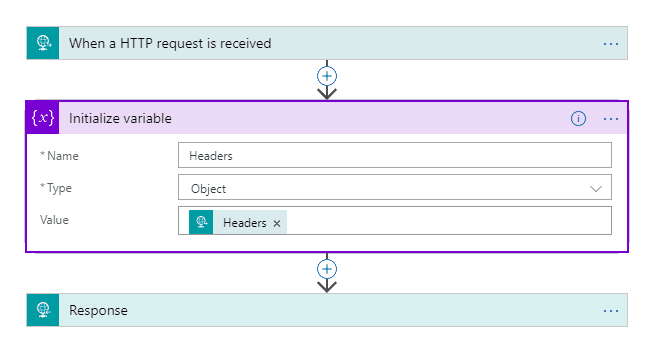 When a HTTP request is received
{x} Initialize variable
* Name Headers
* Type Object
Value Headers ×
Response